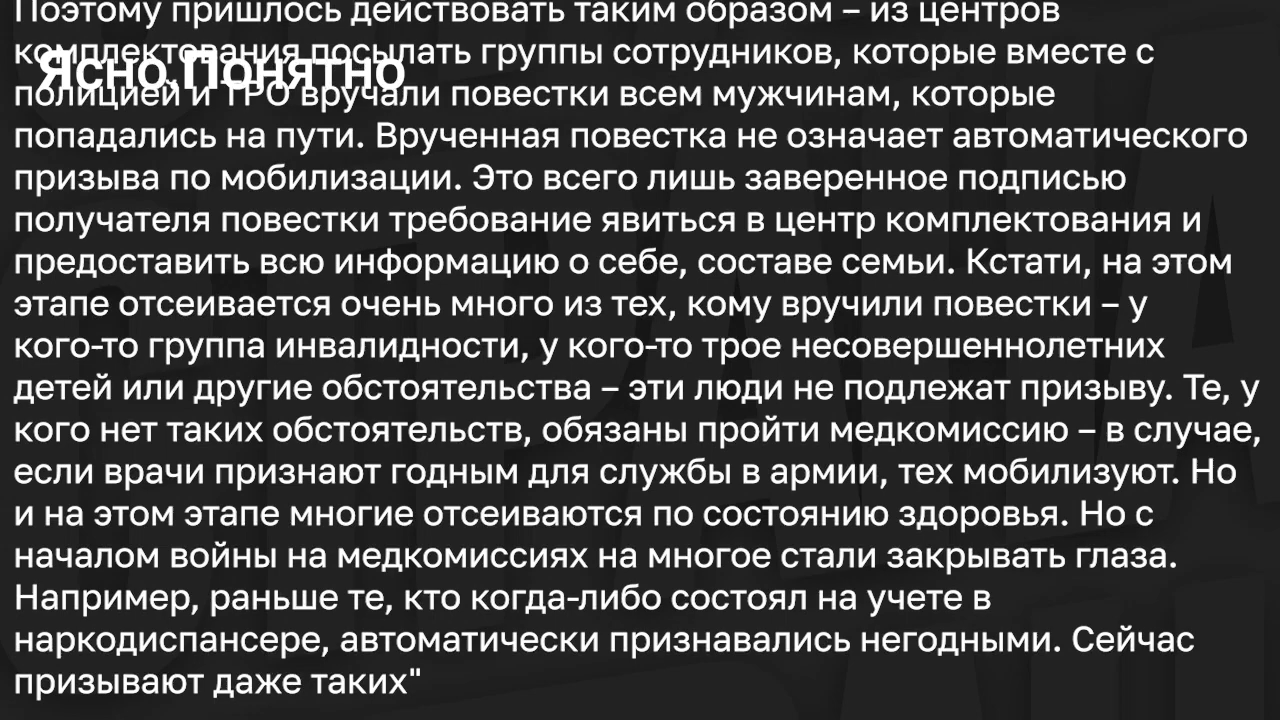 Поэтому пришлось действовать таким образом – из центров
комплектования посылать группы сотрудников, которые вместе с
Ясно,Понятно
полицией и ТРО вручали повестки всем мужчинам, которые
попадались на пути. Врученная повестка не означает автоматического
призыва по мобилизации. Это всего лишь заверенное подписью
получателя повестки требование явиться в центр комплектования и
предоставить всю информацию о себе, составе семьи. Кстати, на этом
этапе отсеивается очень много из тех, кому вручили повестки – у
кого-то группа инвалидности, у кого-то трое несовершеннолетних
детей или другие обстоятельства – эти люди не подлежат призыву. Те, у
кого нет таких обстоятельств, обязаны пройти медкомиссию – в случае,
если врачи признают годным для службы в армии, тех мобилизуют. Но
и на этом этапе многие отсеиваются по состоянию здоровья. Но с
началом войны на медкомиссиях на многое стали закрывать глаза.
Например, раньше те, кто когда-либо состоял на учете в
наркодиспансере, автоматически признавались негодными. Сейчас
призывают даже таких"